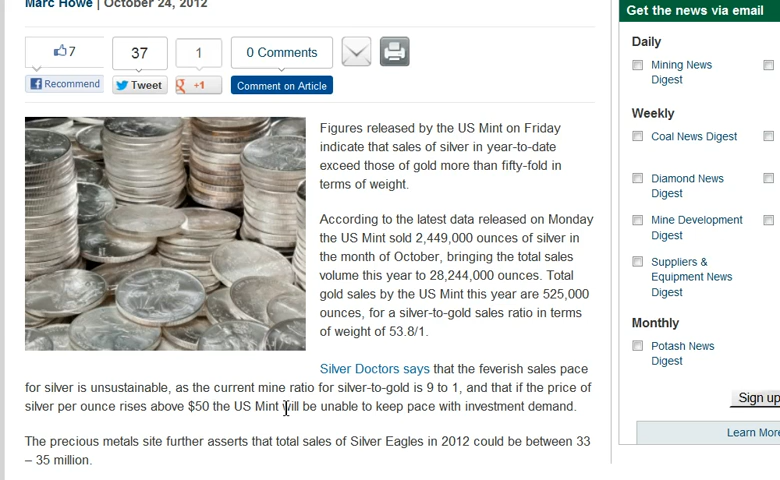 Marc Howe | October 24, 2012
7
37
1
0 Comments
Recommend
Tweet
+1
Comment on Article
Figures released by the US Mint on Friday
indicate that sales of silver in year-to-date
exceed those of gold more than fifty-fold in
terms of weight.
According to the latest data released on Monday
the US Mint sold 2,449,000 ounces of silver in
the month of October, bringing the total sales
volume this year to 28,244,000 ounces. Total
gold sales by the US Mint this year are 525,000
ounces, for a silver-to-gold sales ratio in terms
of weight of 53.8/1.
Silver Doctors says that the feverish sales pace
for silver is unsustainable, as the current mine ratio for silver-to-gold is 9 to 1, and that if the price of
silver per ounce rises above $50 the US Mint will be unable to keep pace with investment demand.
The precious metals site further asserts that total sales of Silver Eagles in 2012 could be between 33
– 35 million.
Get the news via email
Daily
Mining News
Digest
Weekly
Coal News Digest
Diamond News
Digest
Mine Development
Digest
Suppliers &
Equipment News
Digest
Monthly
Potash News
Digest
Sign up
Learn More